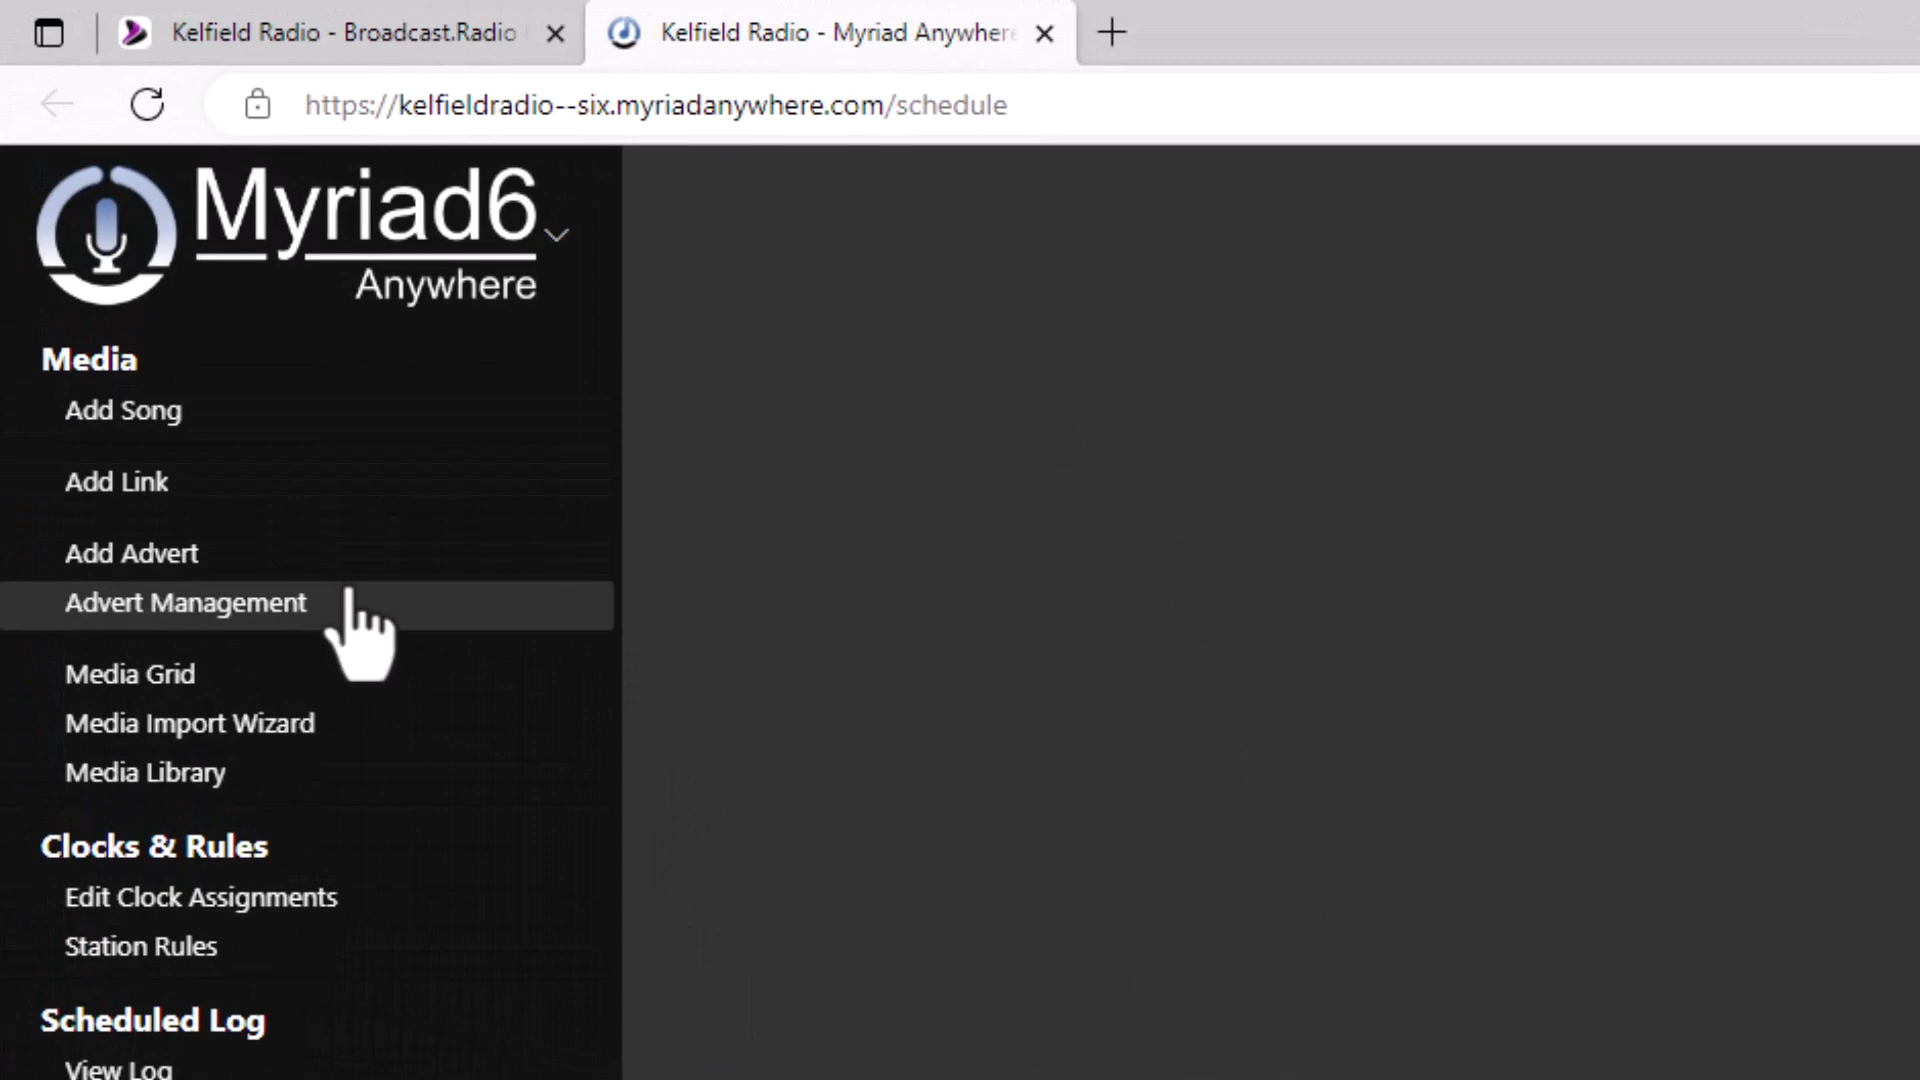 Kelfield Radio - Broadcast.Radio
Kelfield Radio - Myriad Anywhere
https://kelfieldradio--six.myriadanywhere.com/schedule
Myriad6
Anywhere
Media
Add Song
Add Link
Add Advert
Advert Management
Media Grid
Media Import Wizard
Media Library
Clocks & Rules
Edit Clock Assignments
Station Rules
Scheduled Log
View Log